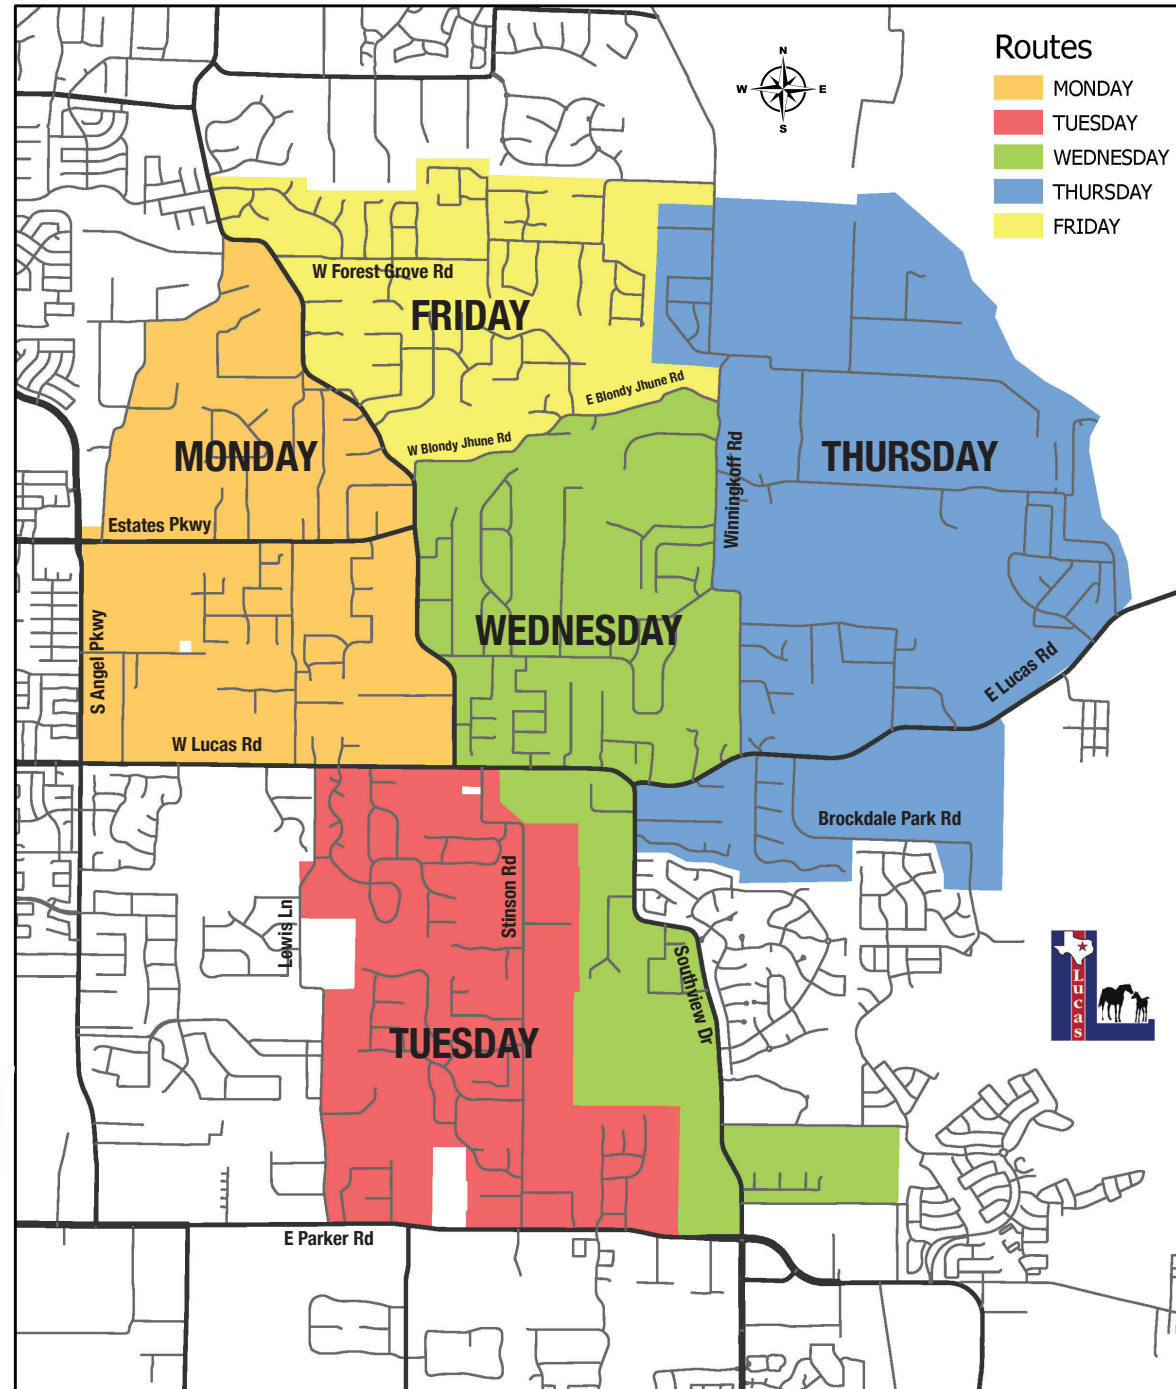 N
W E
S
Routes
MONDAY
TUESDAY
WEDNESDAY
THURSDAY
FRIDAY
W Forest Grove Rd
FRIDAY
E Blondy Jhune Rd
W Blondy Jhune Rd
MONDAY
THURSDAY
Winningkoff Rd
Estates Pkwy
S Angel Pkwy
WEDNESDAY
E Lucas Rd
W Lucas Rd
Brockdale Park Rd
Stinson Rd
Lewis Ln
Southview Dr
Lucas
TUESDAY
E Parker Rd